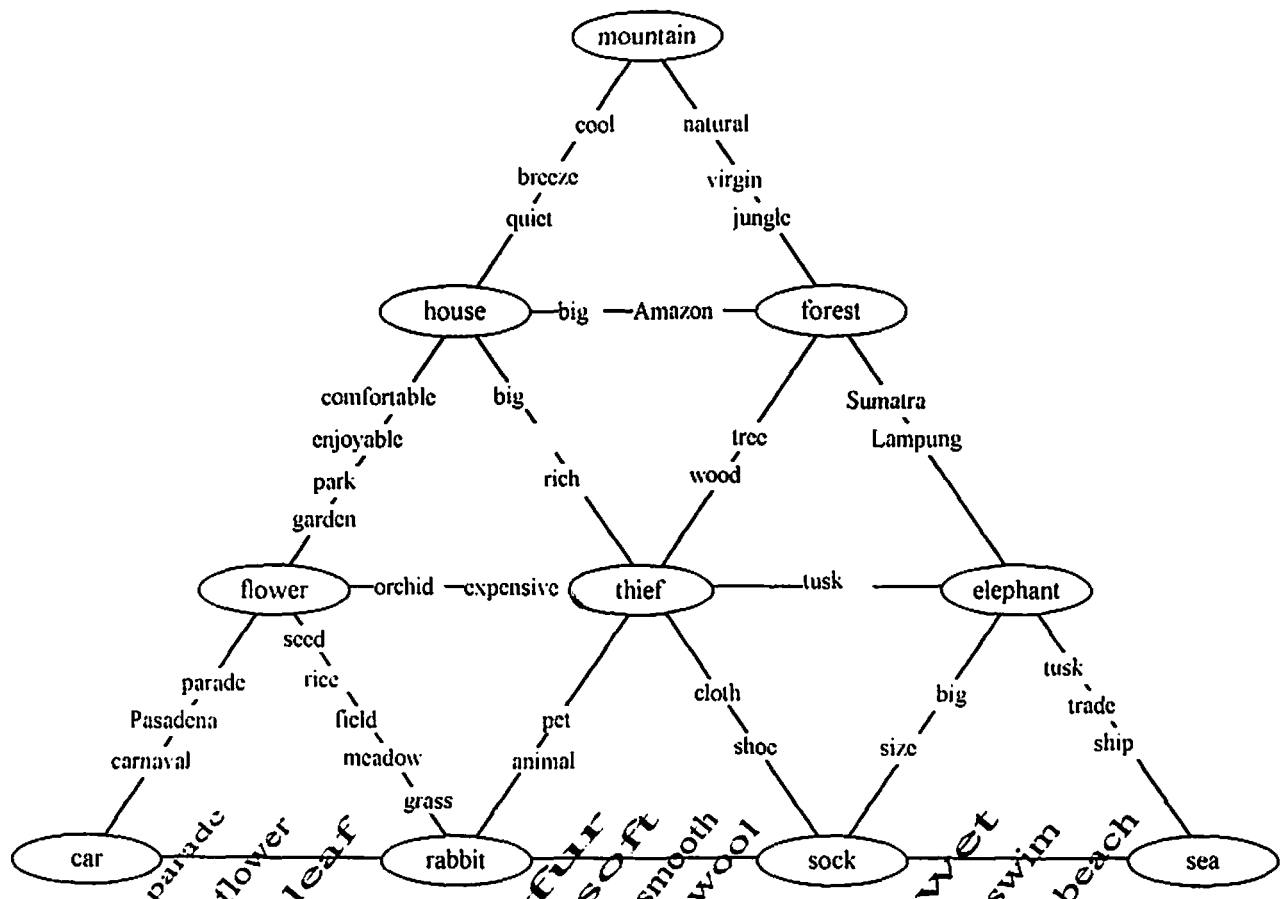 mountain
cool natural
breeze virgin
quiet jungle
house big Amazon forest
comfortable big Sumatra
enjoyable tree Lampung
park rich wood
garden
flower orchid expensive thief tusk elephant
seed
parade rice cloth big tusk
Pasadena field pet trade
carnaval meadow animal shoe size ship
grass
car parade flower leaf rabbit fur soft smooth wool sock wet swim beach sea